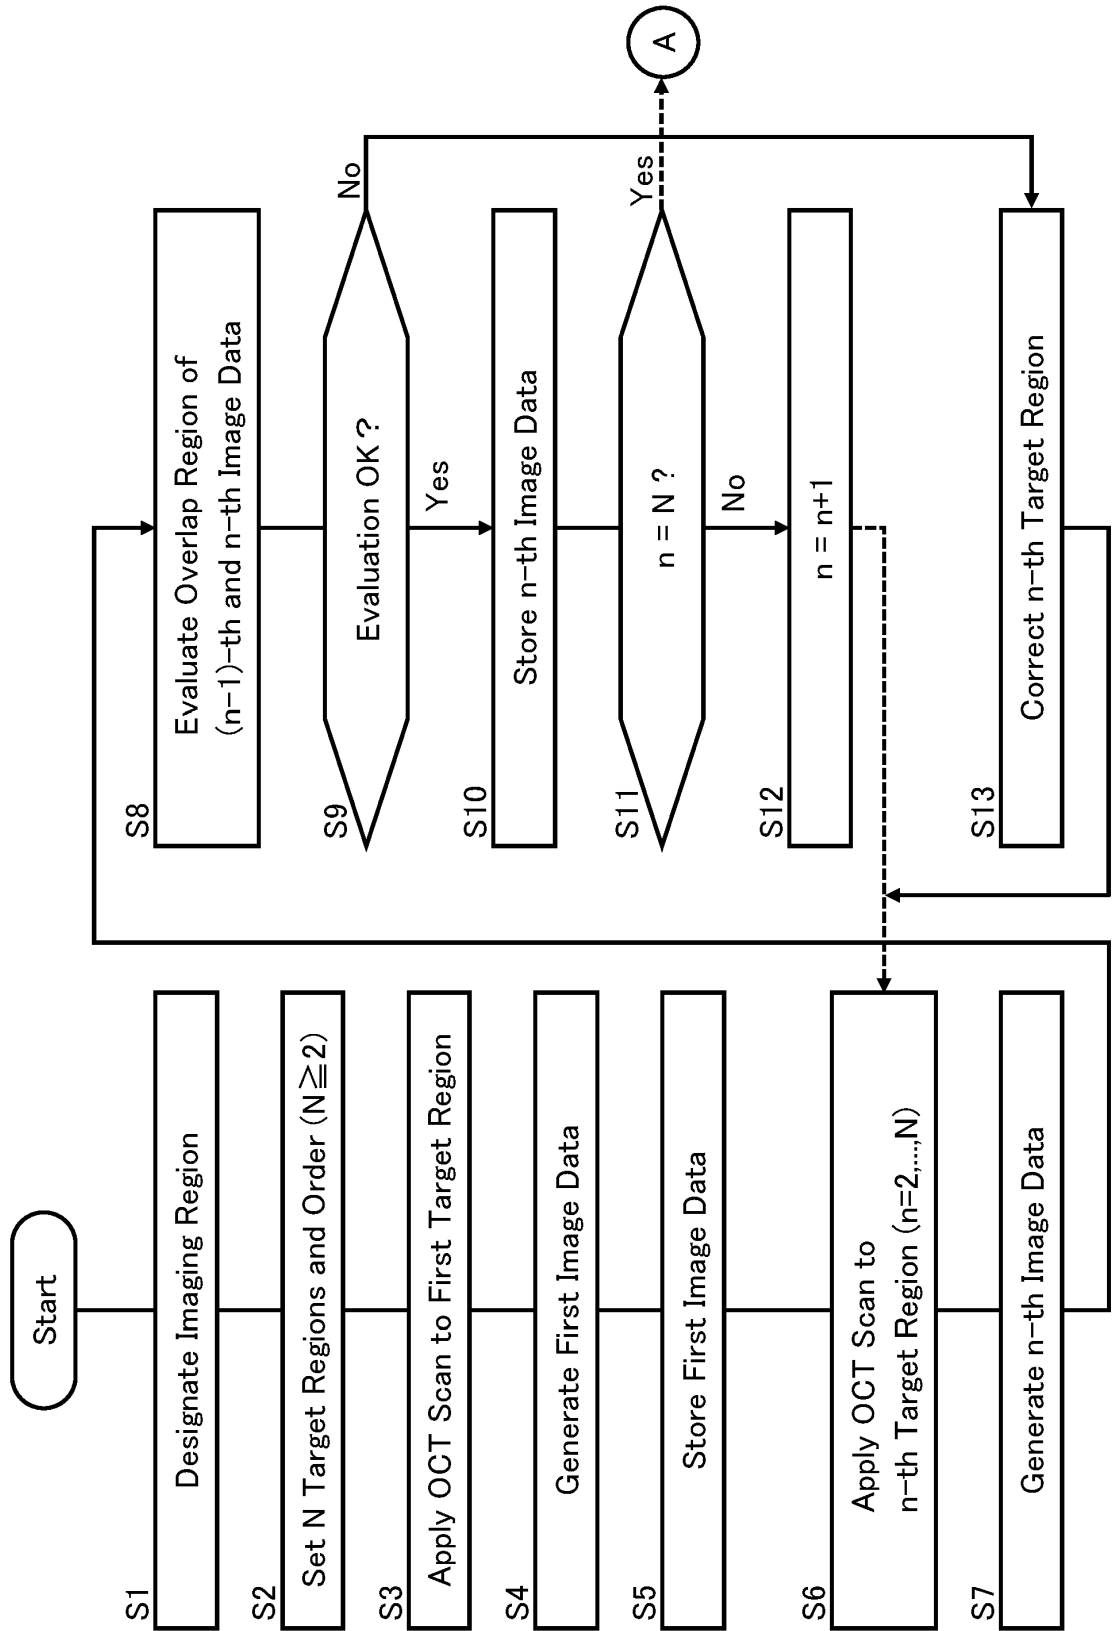 Start
S1
Designate Imaging Region
S2
Set N Target Regions and Order (N≧2)
S3
Apply OCT Scan to First Target Region
S4
Generate First Image Data
S5
Store First Image Data
S6
Apply OCT Scan to
n-th Target Region (n=2,...,N)
S7
Generate n-th Image Data
S8
Evaluate Overlap Region of
(n-1)-th and n-th Image Data
S9
Evaluation OK?
No
Yes
S10
Store n-th Image Data
S11
n = N ?
Yes
A
No
S12
n = n+1
S13
Correct n-th Target Region